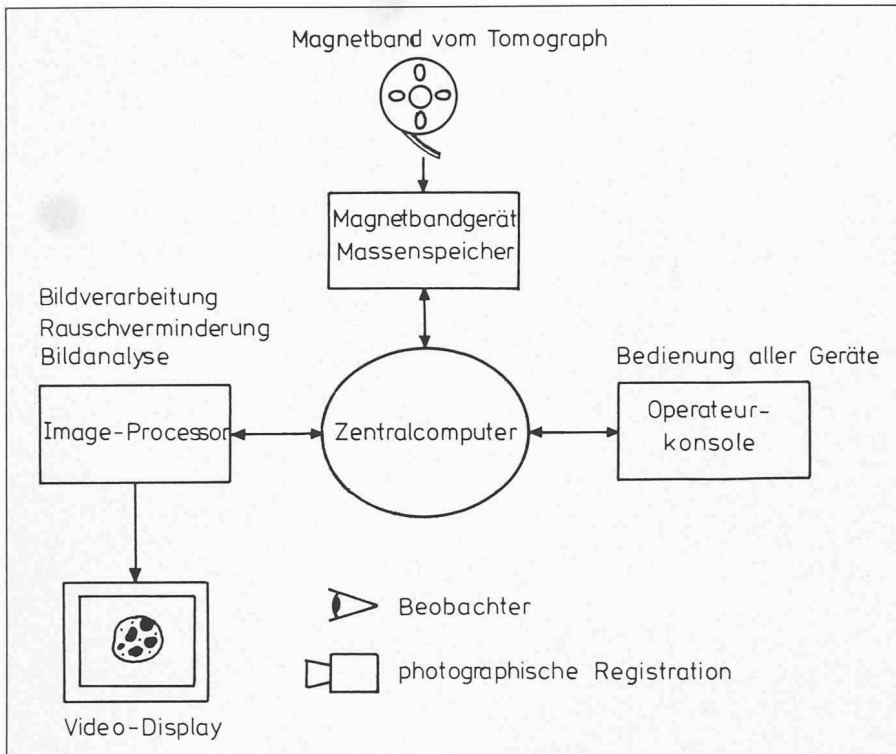 Magnetband vom Tomograph
Magnetbandgerät
Massenspeicher
Bildverarbeitung
Rauschverminderung
Bildanalyse
Image-Processor
Zentralcomputer
Bedienung aller Geräte
Operateur-
konsole
Beobachter
photographische Registration
Video-Display